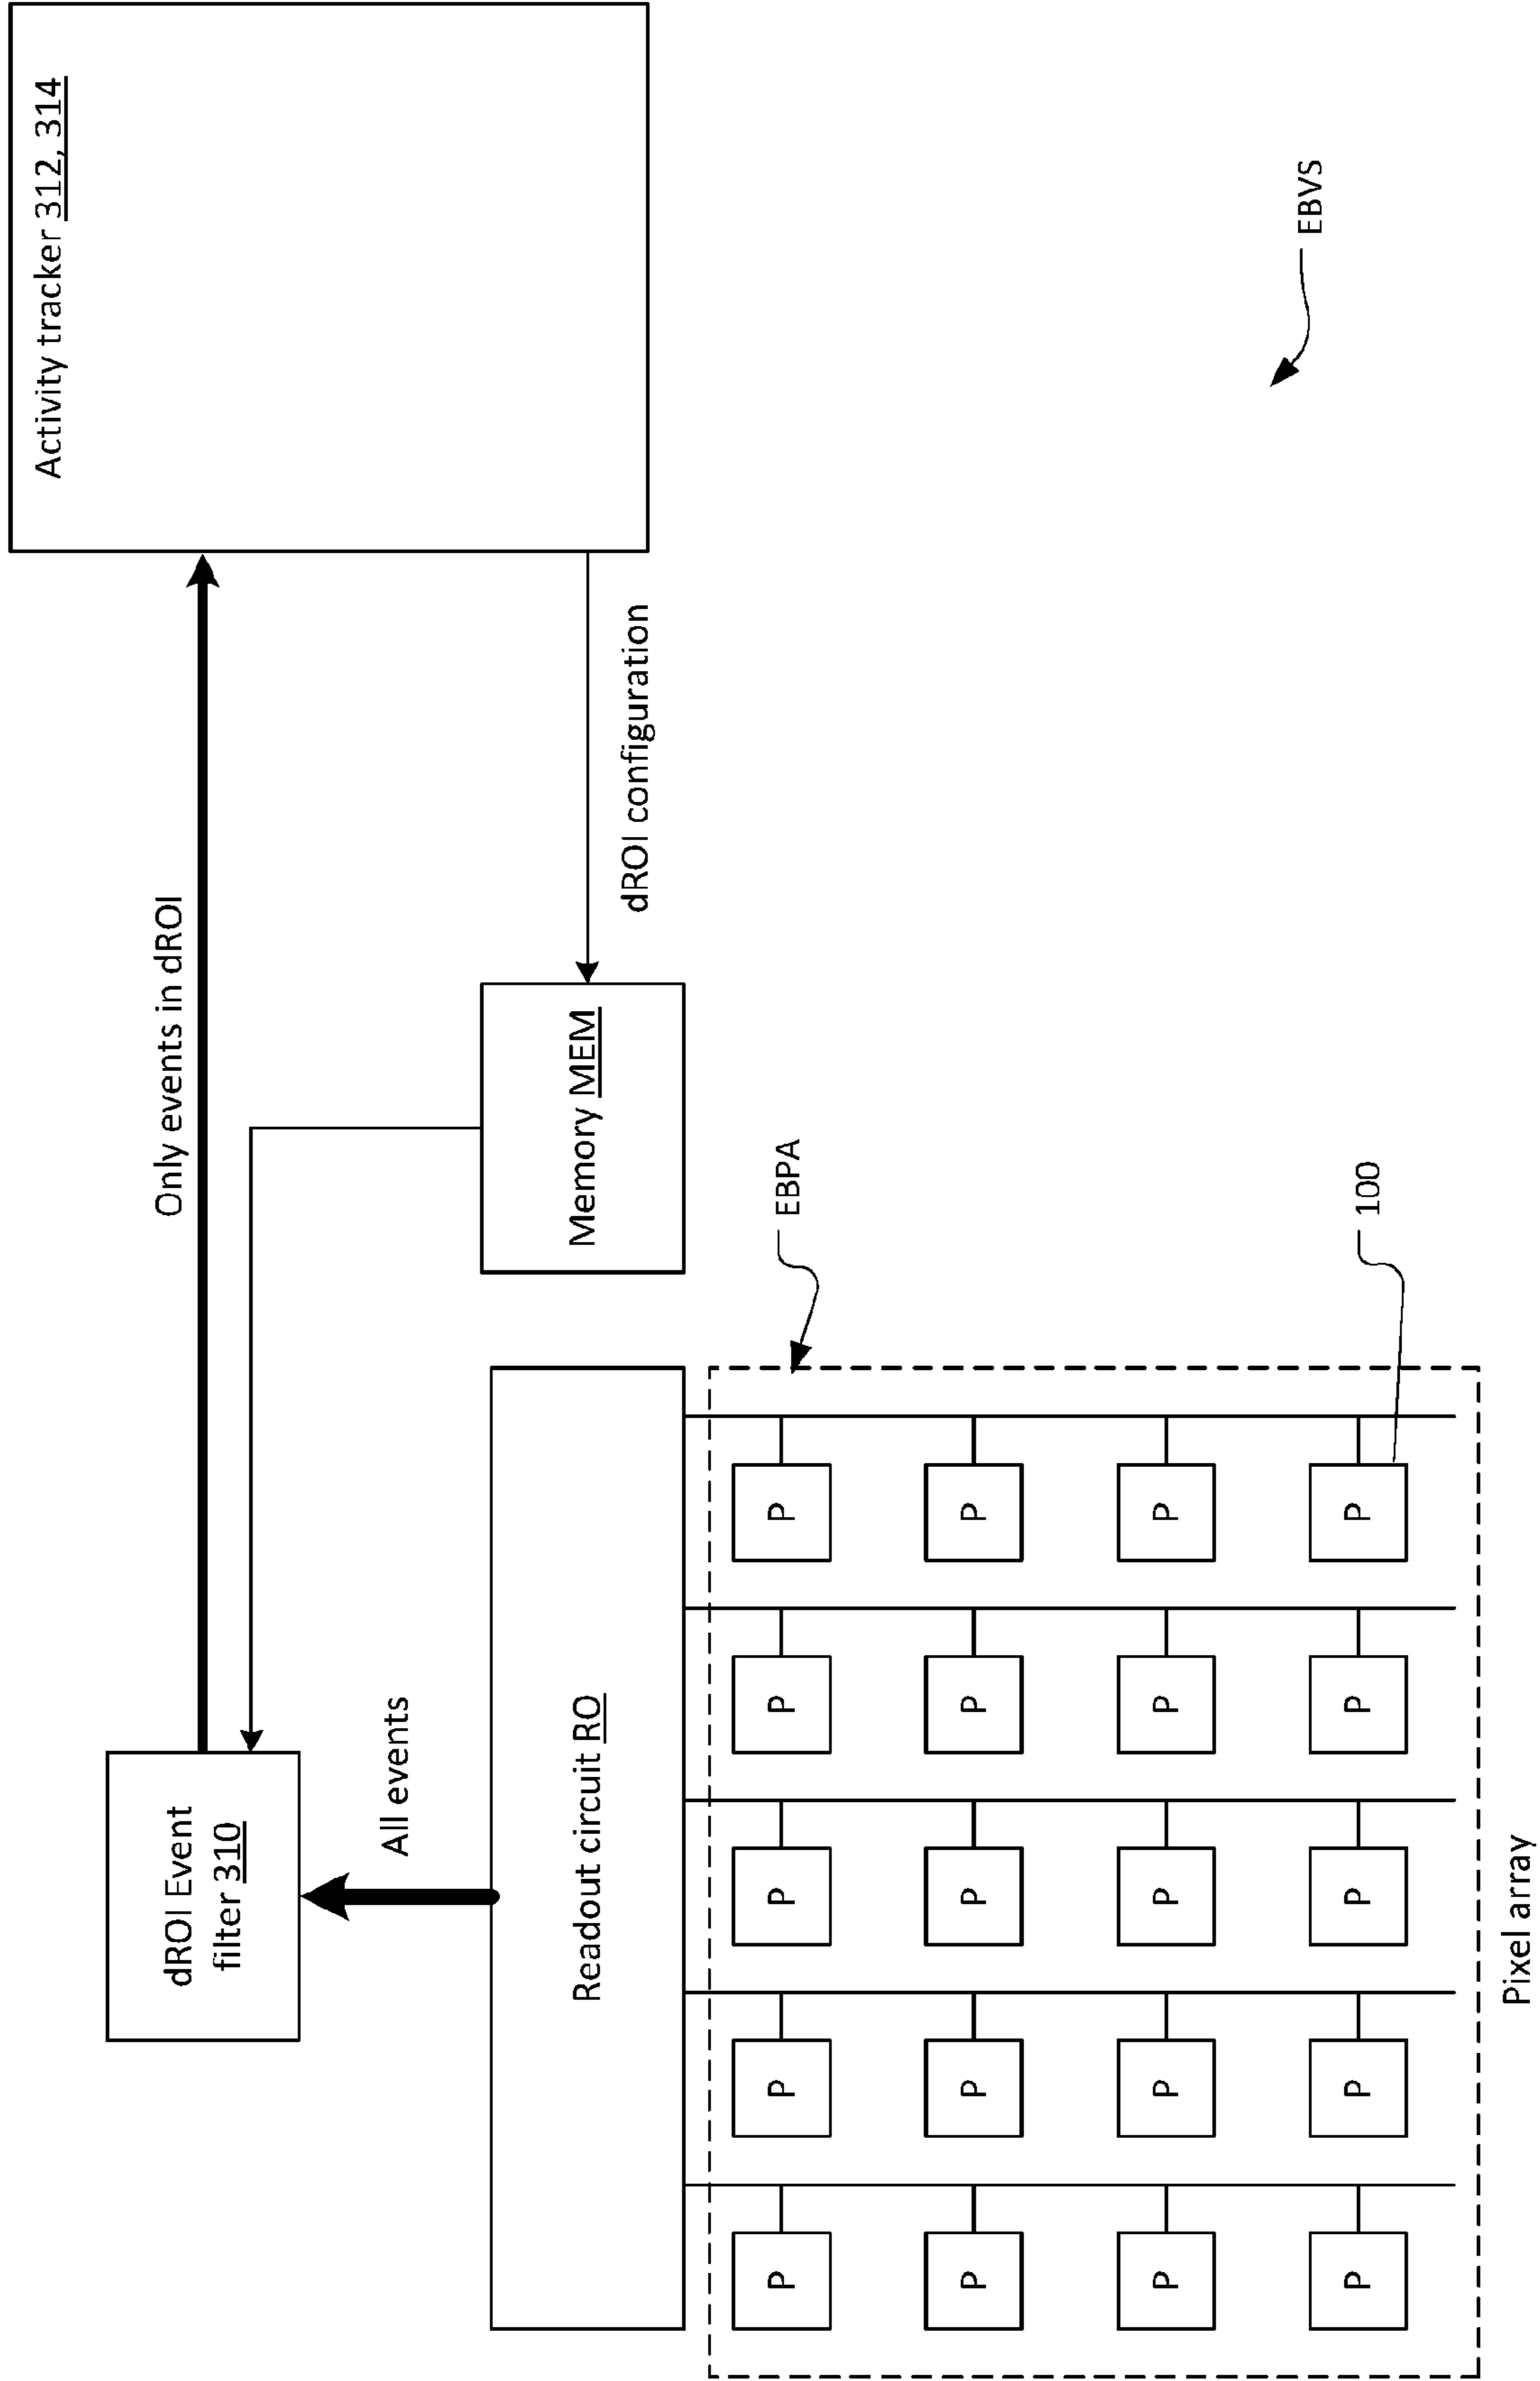 Activity tracker 312, 314
Only events in dROI
dROI configuration
dROI Event
filter 310
All events
Memory MEM
Readout circuit RO
EBVS
EBPA
100
P P P P P
P P P P P
P P P P P
P P P P P
Pixel array